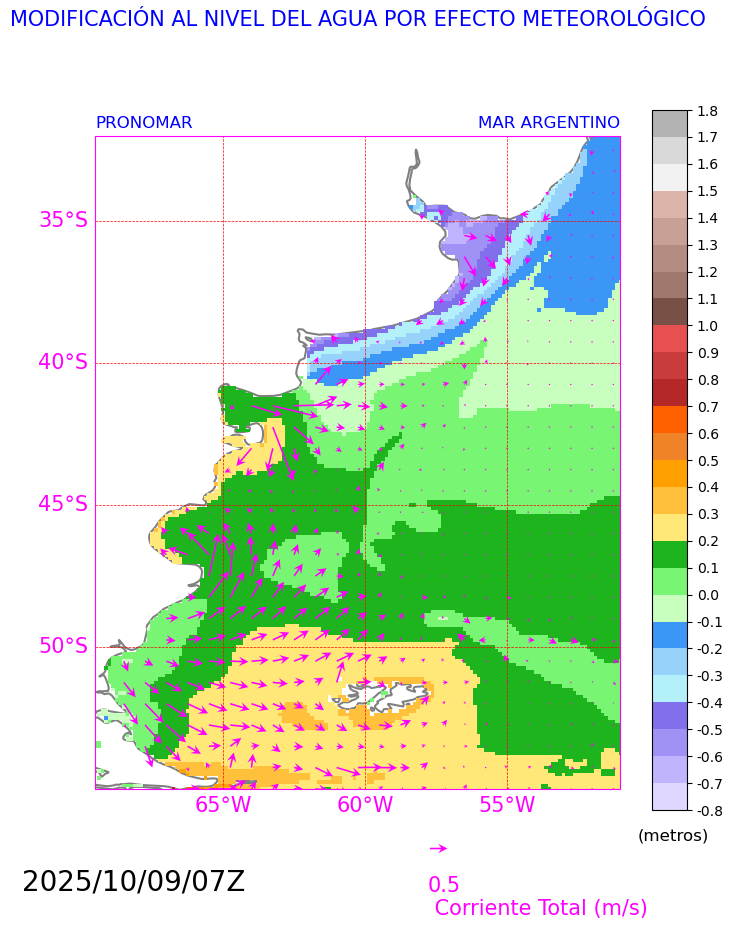 MODIFICACIÓN AL NIVEL DEL AGUA POR EFECTO METEOROLÓGICO
PRONOMAR MAR ARGENTINO
35°S
40°S
45°S
50°S
65°W 60°W 55°W
1.8
1.7
1.6
1.5
1.4
1.3
1.2
1.1
1.0
0.9
0.8
0.7
0.6
0.5
0.4
0.3
0.2
0.1
0.0
-0.1
-0.2
-0.3
-0.4
-0.5
-0.6
-0.7
-0.8
(metros)
2025/10/09/07Z
0.5
Corriente Total (m/s)